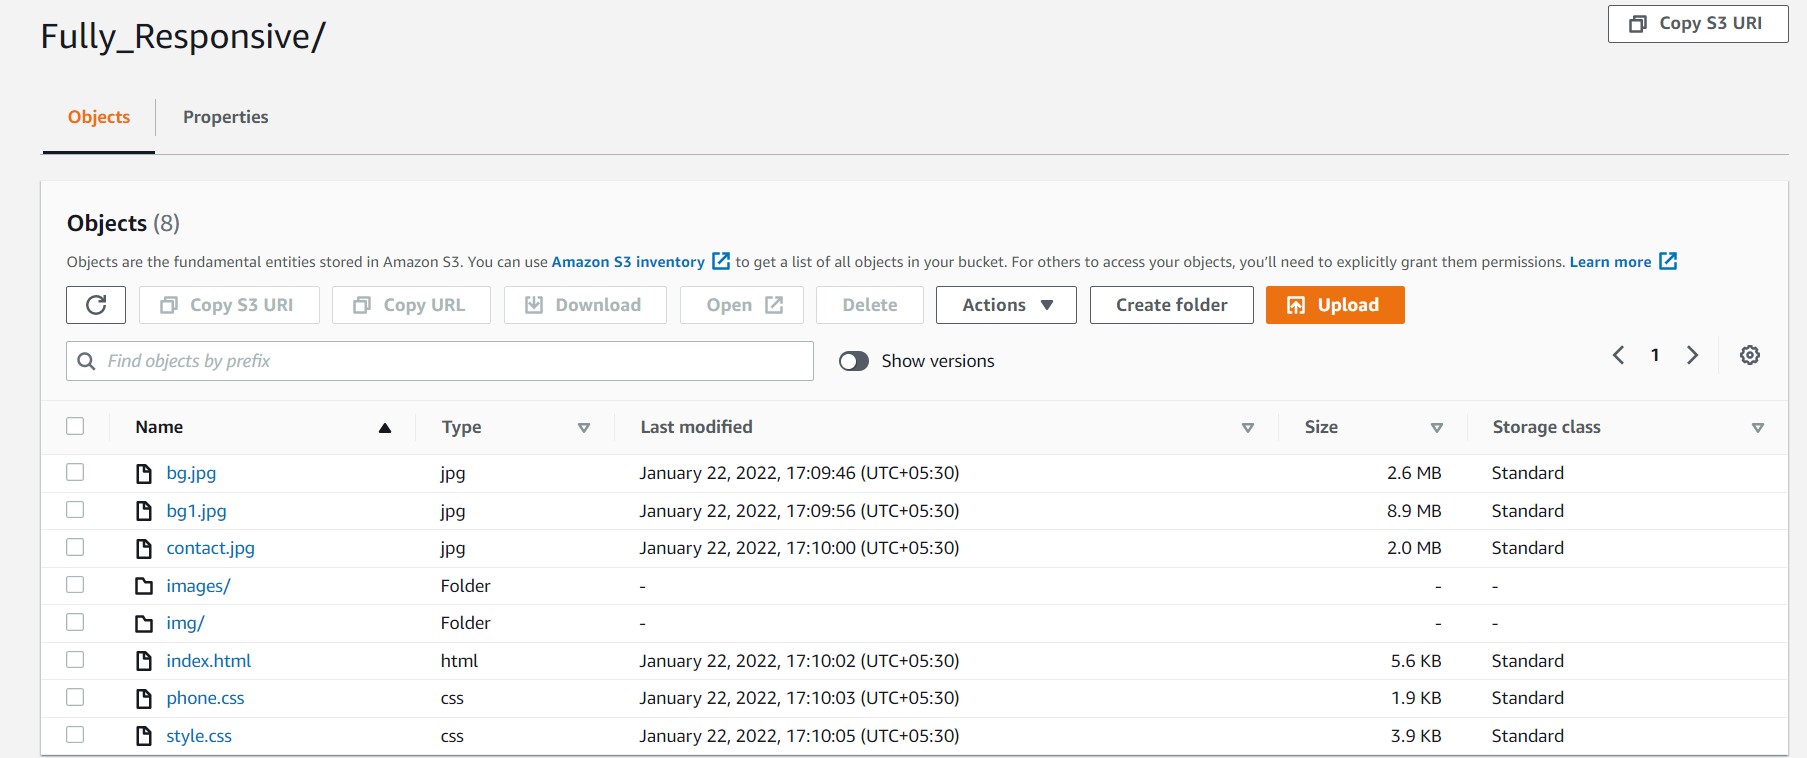 Fully_Responsive/
Copy S3 URI
Objects Properties
Objects (8)
Objects are the fundamental entities stored in Amazon S3. You can use Amazon S3 inventory to get a list of all objects in your bucket. For others to access your objects, you'll need to explicitly grant them permissions. Learn more
Copy S3 URI Copy URL Download Open Delete Actions Create folder Upload
Find objects by prefix Show versions 1
Name Type Last modified Size Storage class
bg.jpg jpg January 22, 2022, 17:09:46 (UTC+05:30) 2.6 MB Standard
bg1.jpg jpg January 22, 2022, 17:09:56 (UTC+05:30) 8.9 MB Standard
contact.jpg jpg January 22, 2022, 17:10:00 (UTC+05:30) 2.0 MB Standard
images/ Folder - - -
img/ Folder - - -
index.html html January 22, 2022, 17:10:02 (UTC+05:30) 5.6 KB Standard
phone.css css January 22, 2022, 17:10:03 (UTC+05:30) 1.9 KB Standard
style.css css January 22, 2022, 17:10:05 (UTC+05:30) 3.9 KB Standard